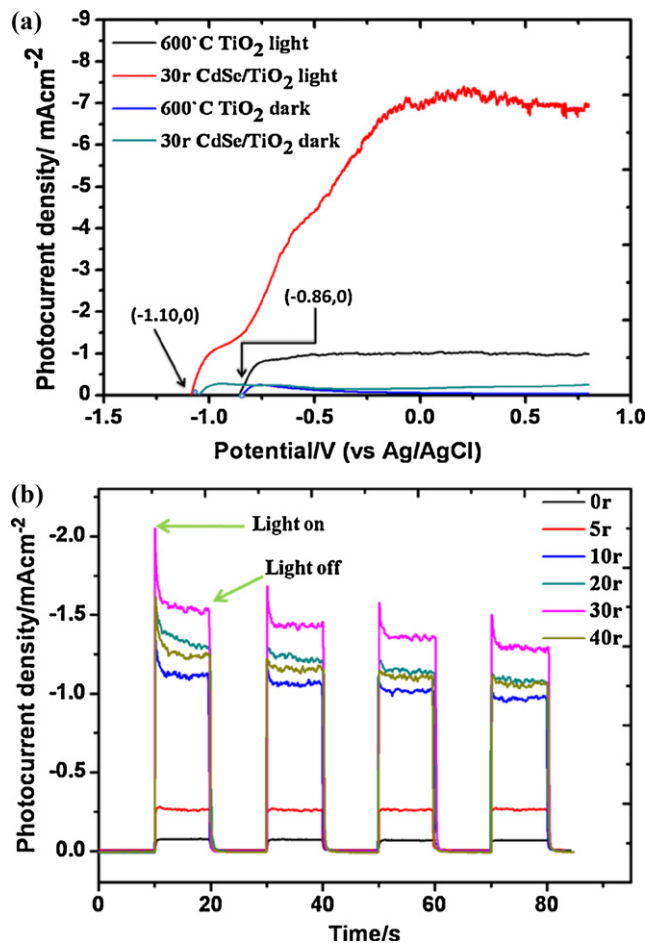 (a)
-9
-8
-7
-6
-5
-4
-3
-2
-1
0
Photocurrent density/ mAcm-2
600`C TiO2 light
30r CdSe/TiO2 light
600`C TiO2 dark
30r CdSe/TiO2 dark
(-1.10,0)
(-0.86,0)
-1.5 -1.0 -0.5 0.0 0.5 1.0
Potential/V (vs Ag/AgCl)
(b)
-2.0
-1.5
-1.0
-0.5
0.0
Photocurrent density/mAcm-2
Light on
Light off
0r
5r
10r
20r
30r
40r
0 20 40 60 80
Time/s